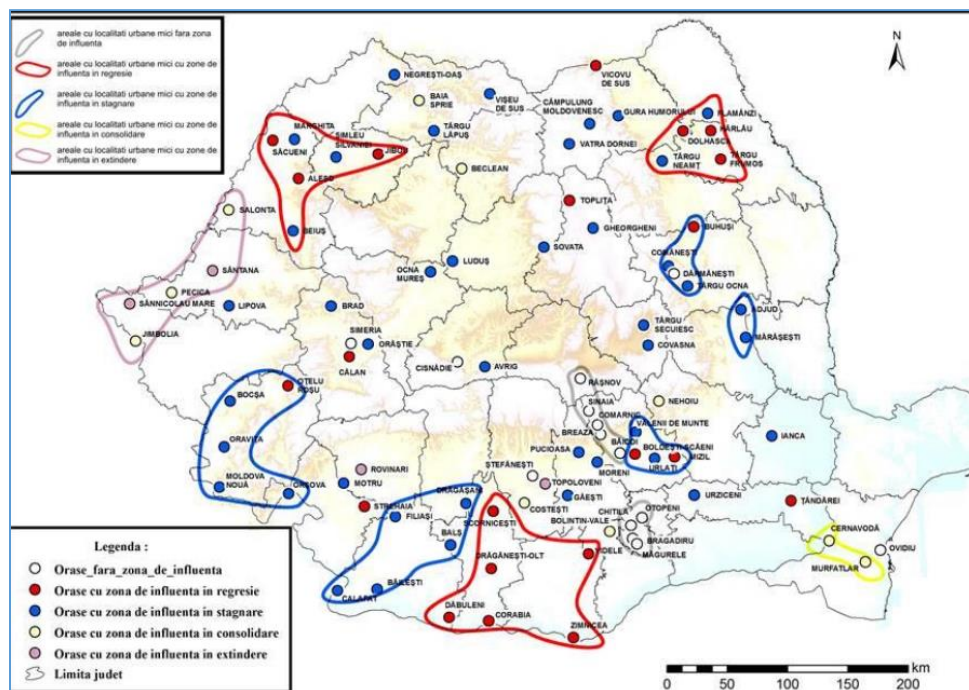 areale cu localitati urbane mici fara zona
de influenta
areale cu localitati urbane mici cu zone de
influenta in regresie
areale cu localitati urbane mici cu zone de
influenta in stagnare
areale cu localitati urbane mici cu zone de
influenta in consolidare
areale cu localitati urbane mici cu zone de
influenta in extindere
N
VICOVU
DE SUS
NEGREȘTI-OAȘ
BAIA
SPRIE
VIȘEU
DE SUS
CÂMPULUNG
MOLDOVENESC
GURA HUMORULUI
FLAMÂNZI
TÂRGU
LĂPUȘ
HÂRLĂU
DOLHASCA
MARGHITA
SIMLEU
SILVANIEI
SĂCUENI
JIBOU
VATRA DORNEI
TÂRGU
NEAMȚ
TÂRGU
FRUMOS
ALEȘD
BECLEAN
SALONTA
TOPLIȚA
BEIUȘ
GHEORGHENI
BUHUȘI
SOVATA
COMĂNEȘTI
DĂRMĂNEȘTI
TÂRGU OCNA
SÂNTANA
LUDUȘ
OCNA
MUREȘ
PECICA
SÂNNICOLAU MARE
LIPOVA
BRAD
ADJUD
JIMBOLIA
SIMERIA
ORĂȘTIE
TÂRGU
SECUIESC
MĂRĂȘEȘTI
COVASNA
CĂLAN
CISNĂDIE
AVRIG
OȚELU
ROȘU
BOCȘA
RÂȘNOV
SINAIA
COMARNIC
NEHOIU
BREAZA
VALENII DE MUNTE
ORAVIȚA
BĂICOI
BOLDEȘTI-SCĂENI
IANCA
PUCIOASA
URLAȚI
MIZIL
MOLDOVA
NOUĂ
ORȘOVA
ROVINARI
MOTRU
ȘTEFĂNEȘTI
TOPOLOVENI
MORENI
GĂEȘTI
DRĂGĂȘANI
COSTEȘTI
STREHAIA
FILIAȘI
SCORNICEȘTI
BOLINTIN-VALE
CHITILA
OTOPENI
URZICENI
ȚĂNDĂREI
BALȘ
BRAGADIRU
MĂGURELE
CERNAVODĂ
OVIDIU
DRĂGĂNEȘTI-OLT
VIDELE
MURFATLAR
CALAFAT
BĂILEȘTI
DĂBULENI
CORABIA
ZIMNICEA
Legenda :
Orase_fara_zona_de_influenta
Orase cu zona de influenta in regresie
Orase cu zona de influenta in stagnare
Orase cu zona de influenta in consolidare
Orase cu zona de influenta in extindere
Limita judet
km
0 50 100 150 200